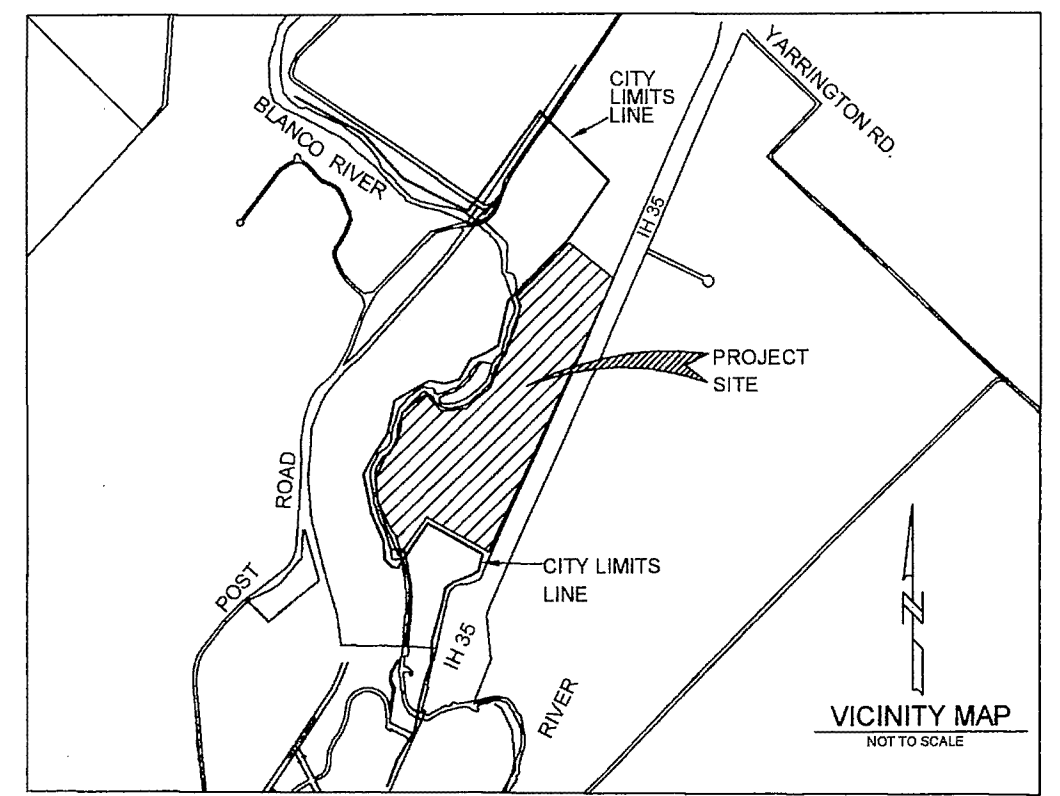 YARRINGTON RD.
CITY
LIMITS
LINE
BLANCO RIVER
IH 35
PROJECT
SITE
ROAD
CITY LIMITS
LINE
POST
IH 35
RIVER
N
VICINITY MAP
NOT TO SCALE